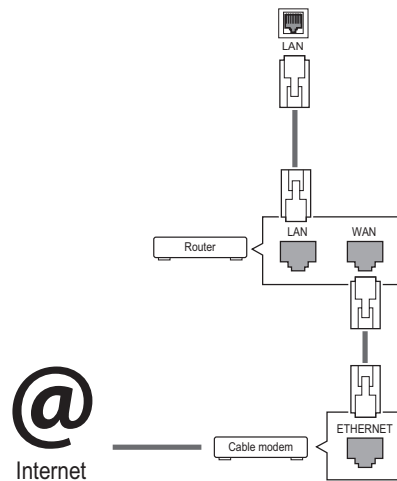 LAN
LAN WAN
Router
ETHERNET
Cable modem
@
Internet